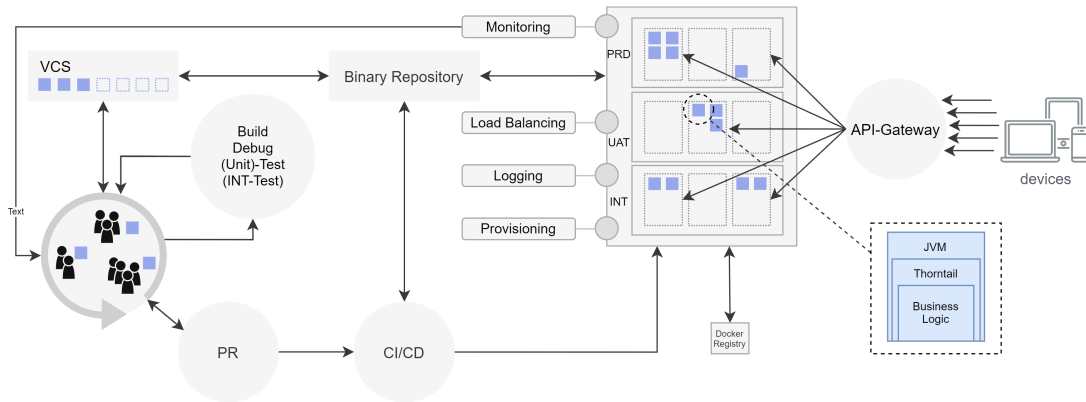 Monitoring
PRD
VCS
Binary Repository
Load Balancing
UAT
API-Gateway
Build
Debug
(Unit)-Test
(INT-Test)
Logging
devices
INT
Text
Provisioning
JVM
Thorntail
Business
Logic
Docker
Registry
PR
CI/CD